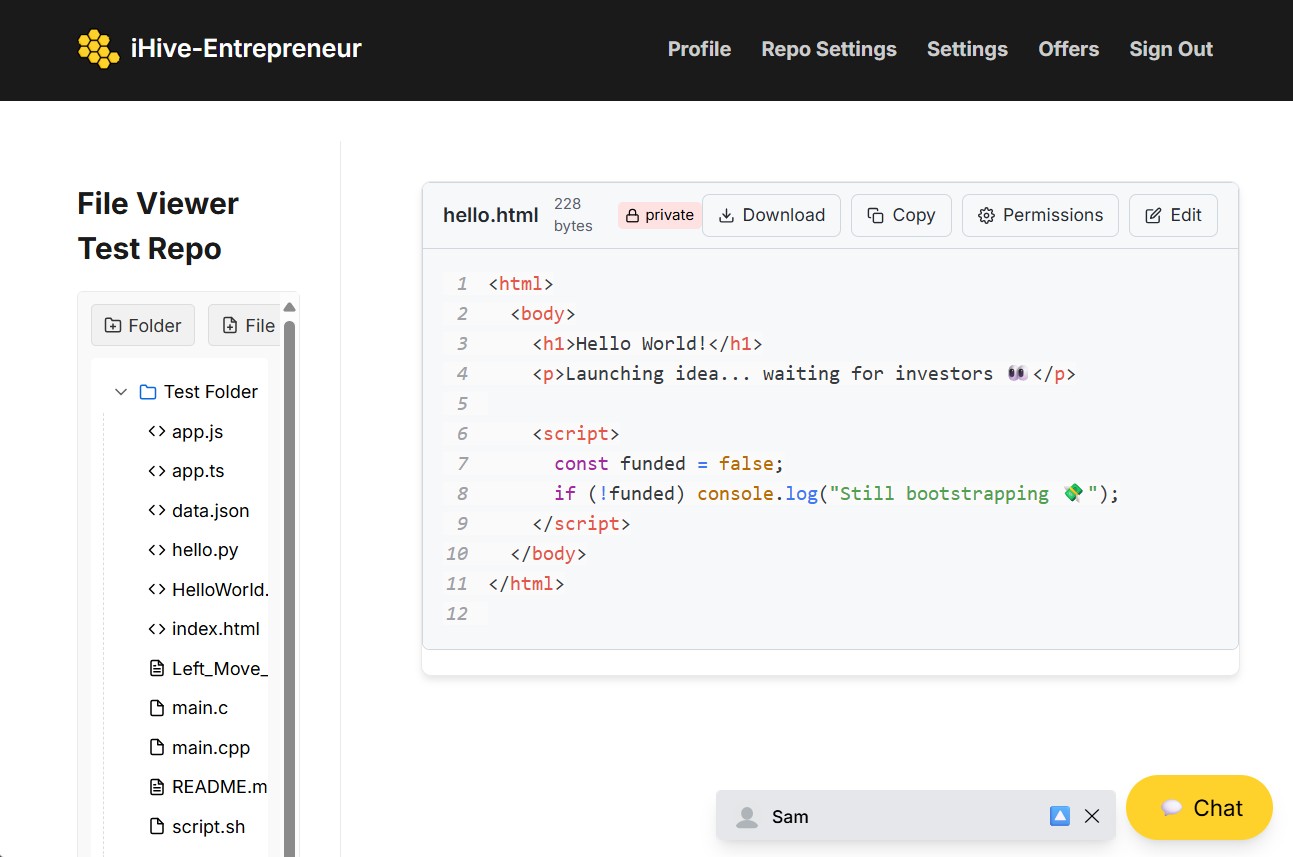 iHive-Entrepreneur
Profile Repo Settings Settings Offers Sign Out
File Viewer
Test Repo
Folder File
Test Folder
app.js
app.ts
data.json
hello.py
HelloWorld.
index.html
Left_Move_
main.c
main.cpp
README.m
script.sh
hello.html 228 bytes private Download Copy Permissions Edit
1 <html>
2   <body>
3     <h1>Hello World!</h1>
4     <p>Launching idea... waiting for investors 👀</p>
5
6     <script>
7       const funded = false;
8       if (!funded) console.log("Still bootstrapping 💸");
9     </script>
10   </body>
11 </html>
12
Sam
💬 Chat